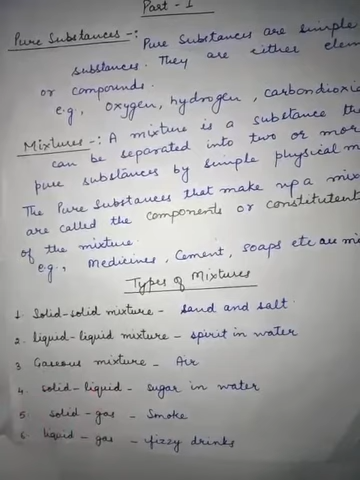 Part - I
Pure Substances -: Pure Substances are simple
substances. They are either elem
or compounds.
e.g., Oxygen, hydrogen, carbondioxi
Mixtures -: A mixture is a substance th
can be separated into two or mor
pure substances by simple physical m
The Pure Substances that make up a mix
are called the components or constitutent
of the mixture.
e.g., Medicines, Cement, soaps etc au mi
Types of Mixtures
1. Solid-solid mixture - sand and salt.
2. liquid-liquid mixture - spirit in water
3 Gaseous mixture - Air
4. solid-liquid - sugar in water
5 solid-gas - Smoke
6 liquid-gas - fizzy drinks